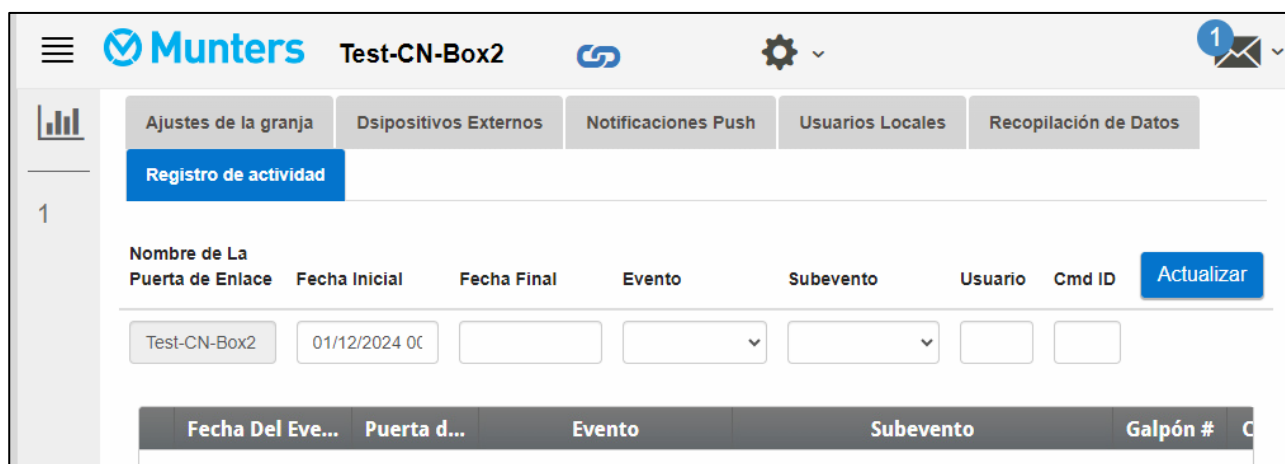 Munters Test-CN-Box2 1
Ajustes de la granja Dsipositivos Externos Notificaciones Push Usuarios Locales Recopilación de Datos
Registro de actividad
1
Nombre de La
Puerta de Enlace Fecha Inicial Fecha Final Evento Subevento Usuario Cmd ID Actualizar
Test-CN-Box2 01/12/2024 00
Fecha Del Eve... Puerta d... Evento Subevento Galpón #